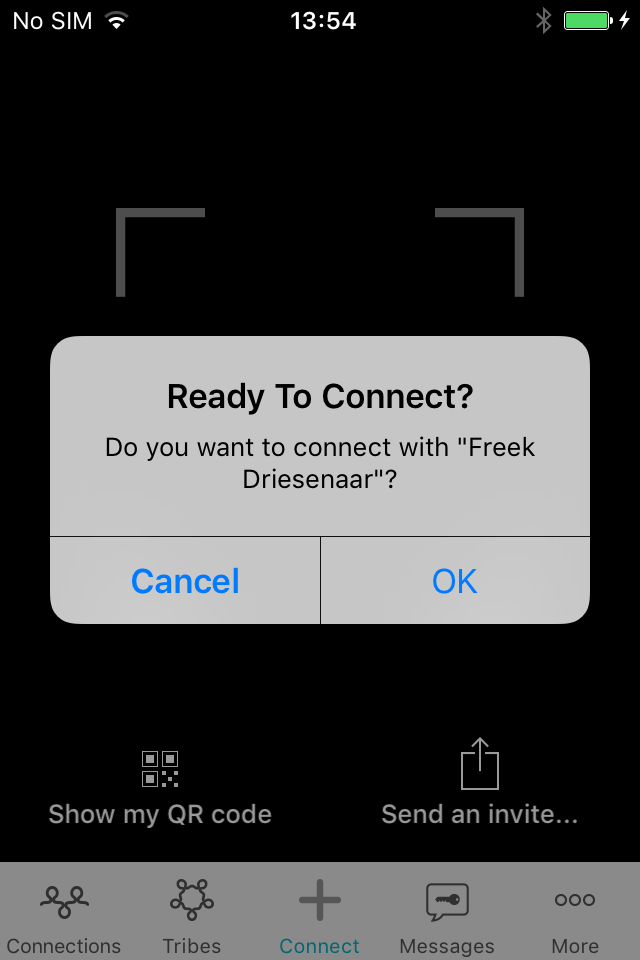 No SIM 13:54
Ready To Connect?
Do you want to connect with "Freek
Driesenaar"?
Cancel OK
Show my QR code Send an invite...
Connections Tribes Connect Messages More